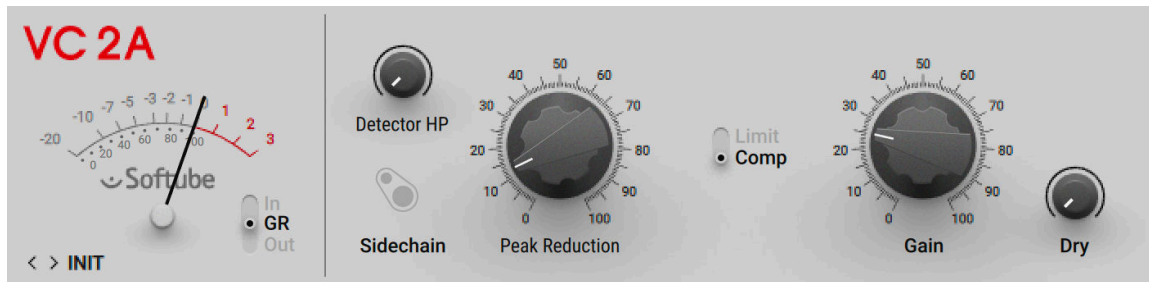 VC 2A
-20 -10 -7 -5 -3 -2 -1 0 1 2 3
0 20 40 60 80 100
Softube
In
GR
Out
< > INIT
Detector HP
Sidechain
0 10 20 30 40 50 60 70 80 90 100
Peak Reduction
Limit
Comp
0 10 20 30 40 50 60 70 80 90 100
Gain
Dry